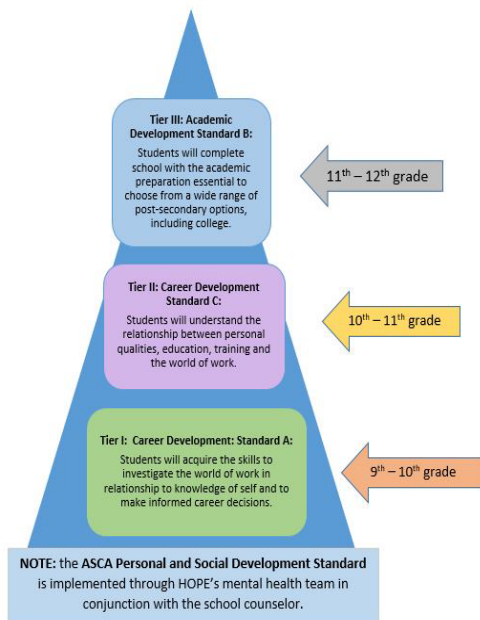 Tier III: Academic
Development Standard B:
Students will complete
school with the academic
preparation essential to
choose from a wide range of
post-secondary options,
including college.
11th – 12th grade
Tier II: Career Development
Standard C:
Students will understand the
relationship between personal
qualities, education, training and
the world of work.
10th – 11th grade
Tier I:  Career Development: Standard A:
Students will acquire the skills to
investigate the world of work in
relationship to knowledge of self and to
make informed career decisions.
9th – 10th grade
NOTE: the ASCA Personal and Social Development Standard
is implemented through HOPE's mental health team in
conjunction with the school counselor.